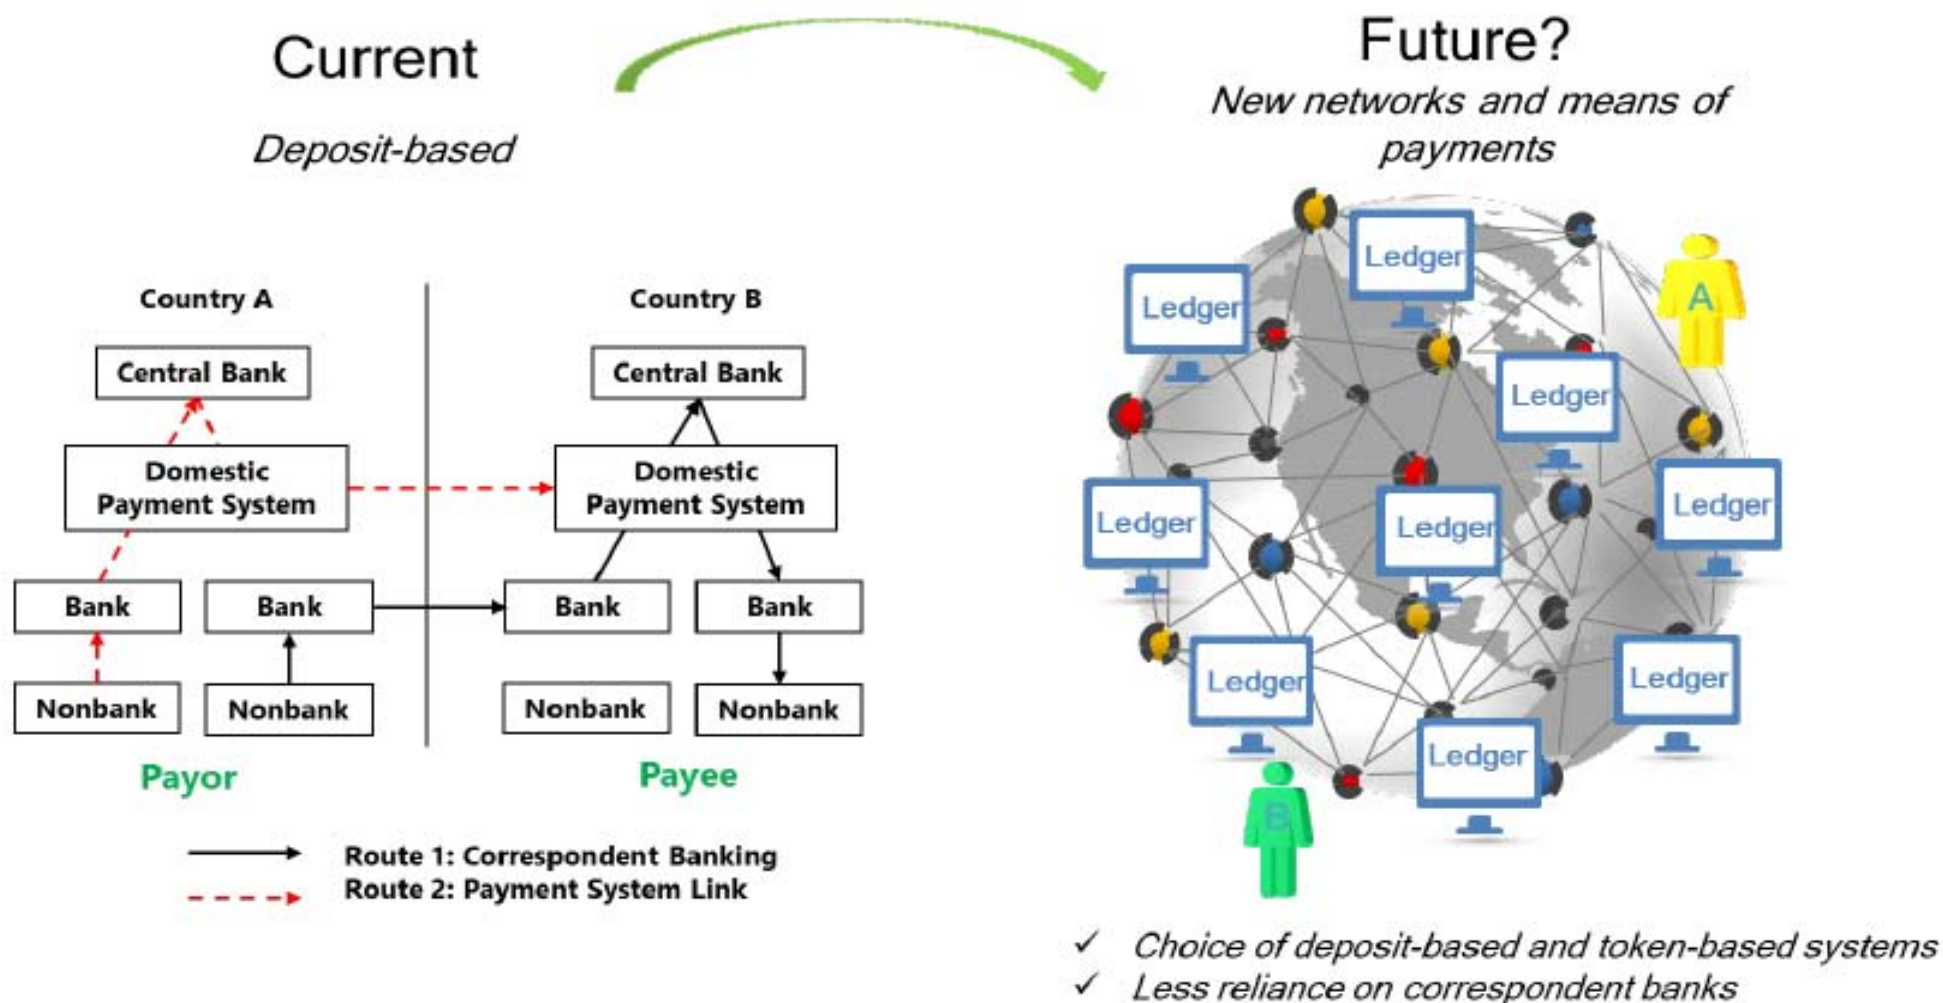 Current
Deposit-based
Country A
Country B
Central Bank
Central Bank
Domestic
Payment System
Domestic
Payment System
Bank
Bank
Bank
Bank
Nonbank
Nonbank
Nonbank
Nonbank
Payor
Payee
Route 1: Correspondent Banking
Route 2: Payment System Link
Future?
New networks and means of
payments
Ledger
Ledger
A
Ledger
Ledger
Ledger
Ledger
Ledger
Ledger
Ledger
B
✓ Choice of deposit-based and token-based systems
✓ Less reliance on correspondent banks